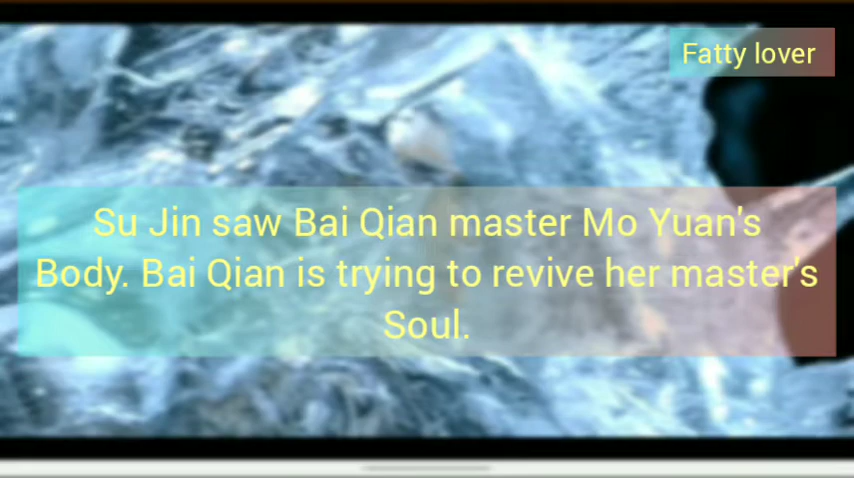 Fatty lover
Su Jin saw Bai Qian master Mo Yuan's
Body. Bai Qian is trying to revive her master's
Soul.